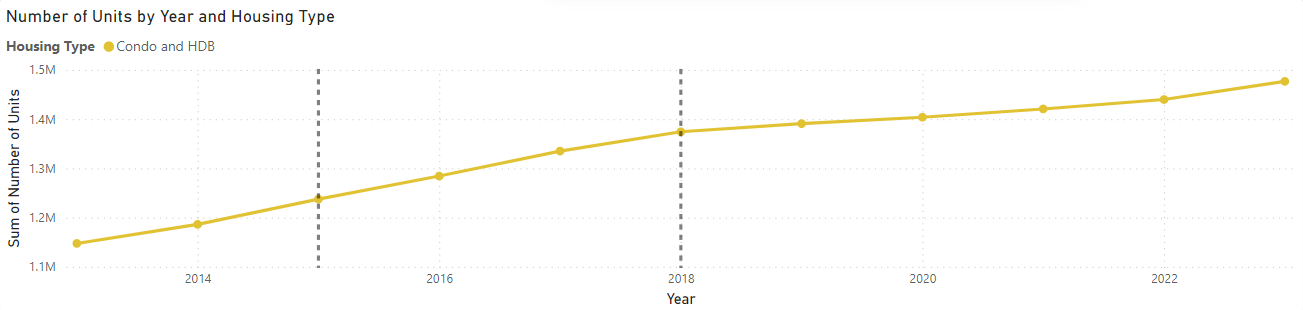 Number of Units by Year and Housing Type
Housing Type Condo and HDB
Sum of Number of Units
1.5M
1.4M
1.3M
1.2M
1.1M
2014 2016 2018 2020 2022
Year